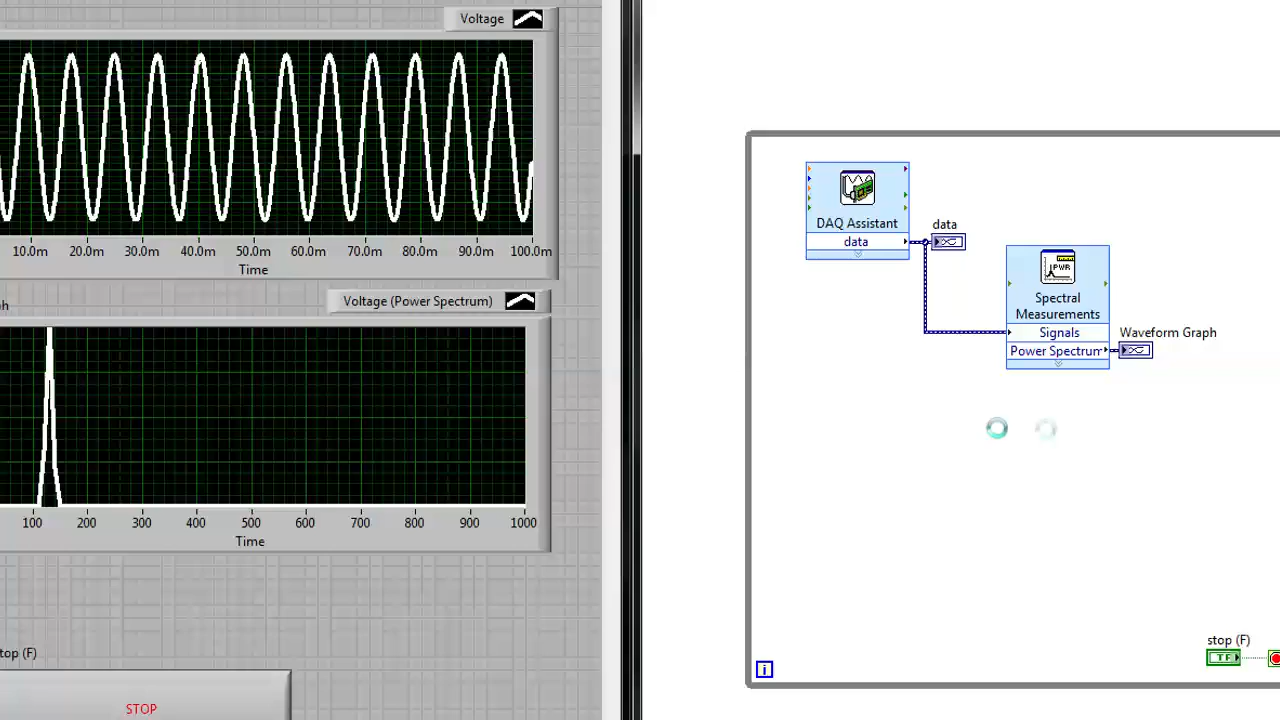 Voltage
10.0m 20.0m 30.0m 40.0m 50.0m 60.0m 70.0m 80.0m 90.0m 100.0m
Time
ph
Voltage (Power Spectrum)
100 200 300 400 500 600 700 800 900 1000
Time
top (F)
STOP
DAQ Assistant
data
data
PWR
Spectral
Measurements
Signals
Power Spectrum
Waveform Graph
stop (F)
TF
i